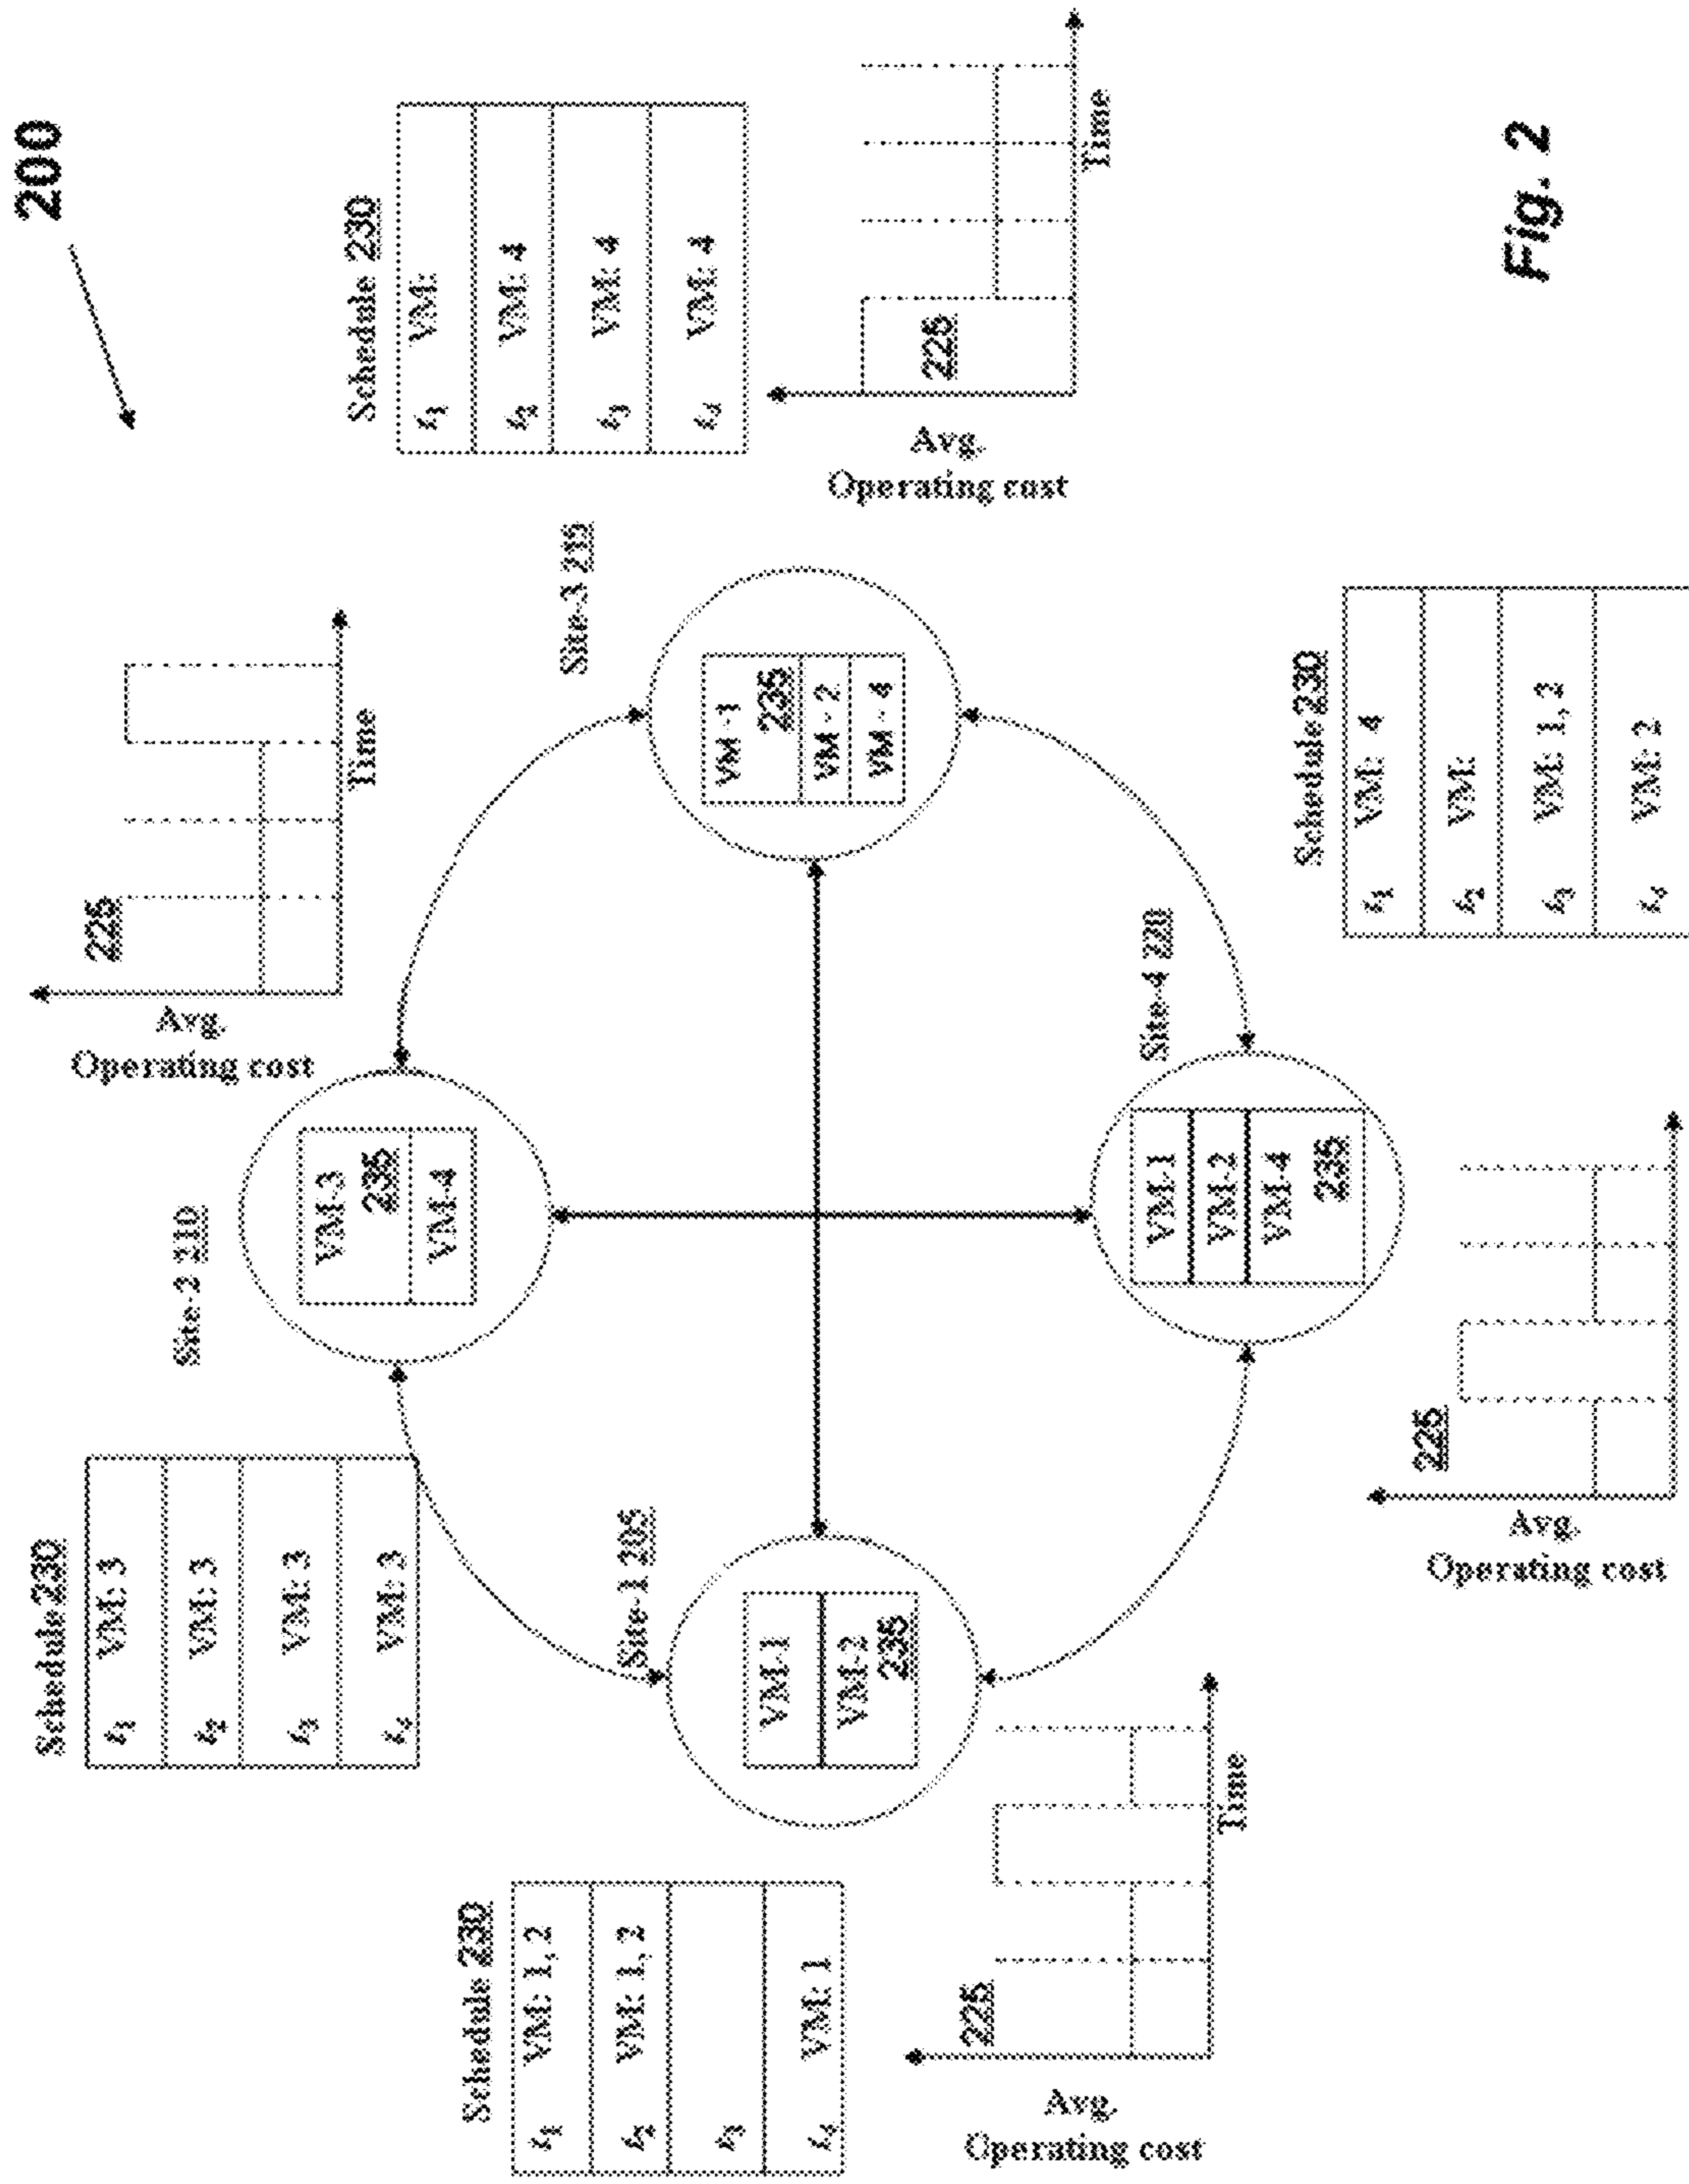 200
Schedule 230
t1 VM: 3
t2 VM: 3
t3 VM: 3
t4 VM: 3
Site-2 210
VM-3
235
VM-4
Avg.
Operating cost
225
Time
Schedule 230
t1 VM:
t2 VM: 4
t3 VM: 4
t4 VM: 4
Site-3 215
VM-1
235
VM-2
VM-4
Avg.
Operating cost
225
Time
Schedule 230
t1 VM: 1, 2
t2 VM: 1, 2
t3
t4 VM: 1
Site-1 205
VM-1
VM-2
235
Avg.
Operating cost
225
Time
Site-4 220
VM-1
VM-2
VM-4
235
Avg.
Operating cost
225
Schedule 230
t1 VM: 4
t2 VM:
t3 VM: 1, 2
t4 VM: 2
Fig. 2